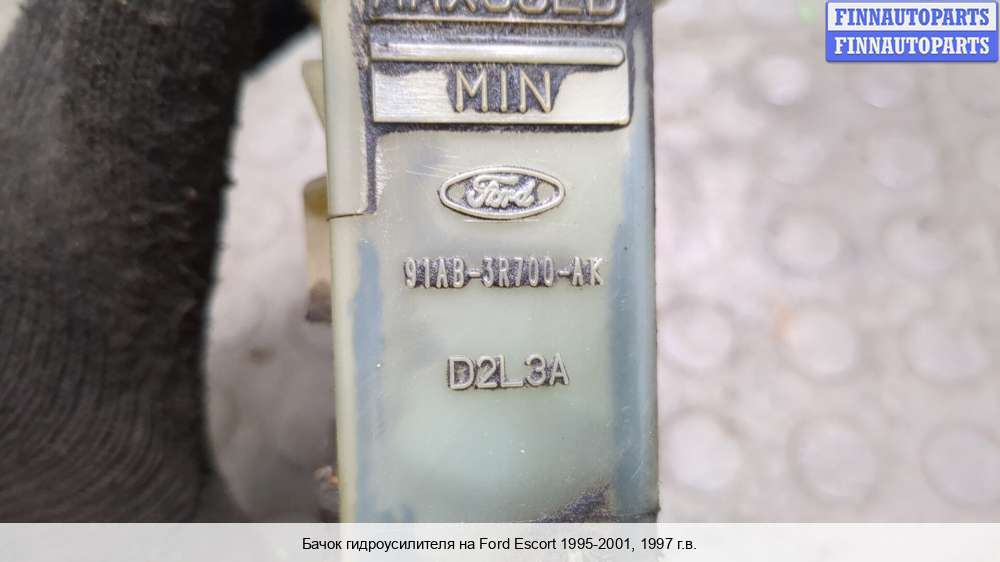 FINNAUTOPARTS
FINNAUTOPARTS
MIN
Ford
91AB-3R700-AK
D2L3A
Бачок гидроусилителя на Ford Escort 1995-2001, 1997 г.в.